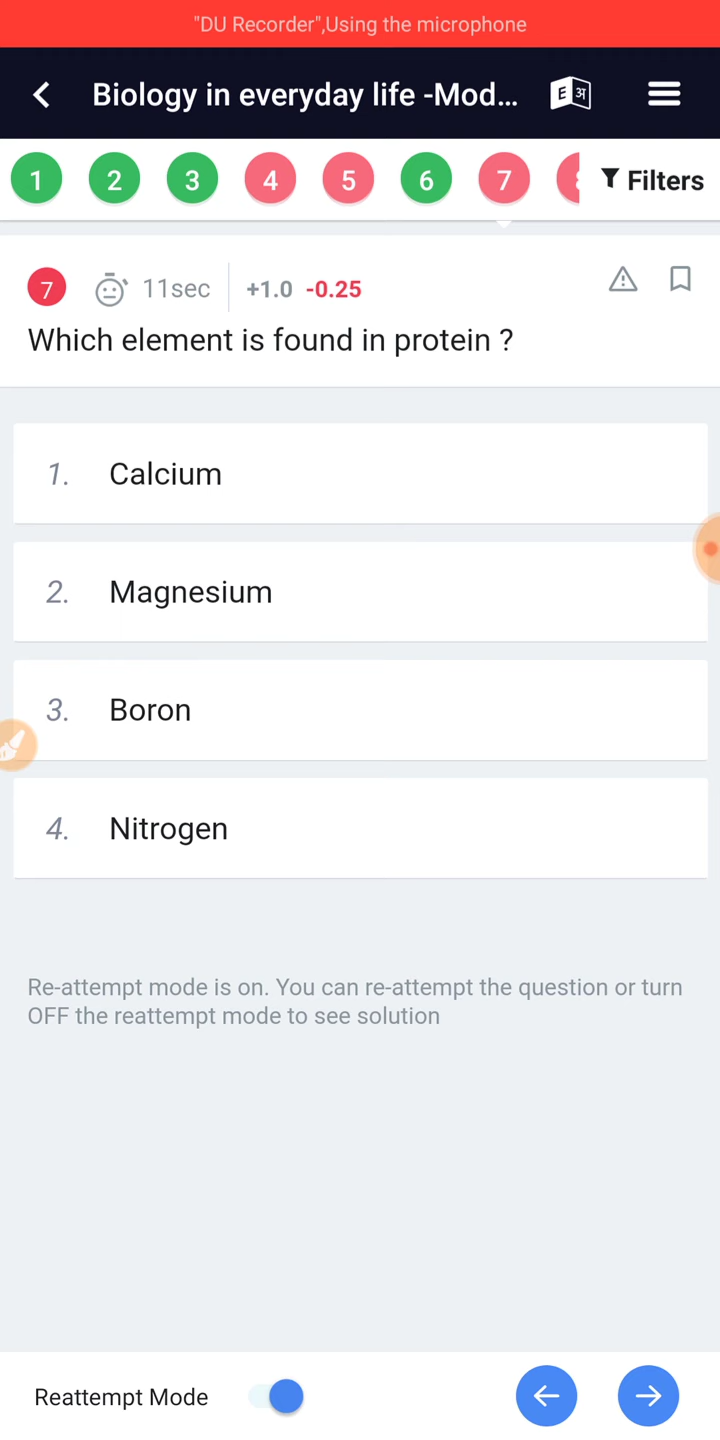 "DU Recorder",Using the microphone
Biology in everyday life -Mod...
E अ
1 2 3 4 5 6 7 Filters
7 11sec +1.0 -0.25
Which element is found in protein ?
1. Calcium
2. Magnesium
3. Boron
4. Nitrogen
Re-attempt mode is on. You can re-attempt the question or turn
OFF the reattempt mode to see solution
Reattempt Mode